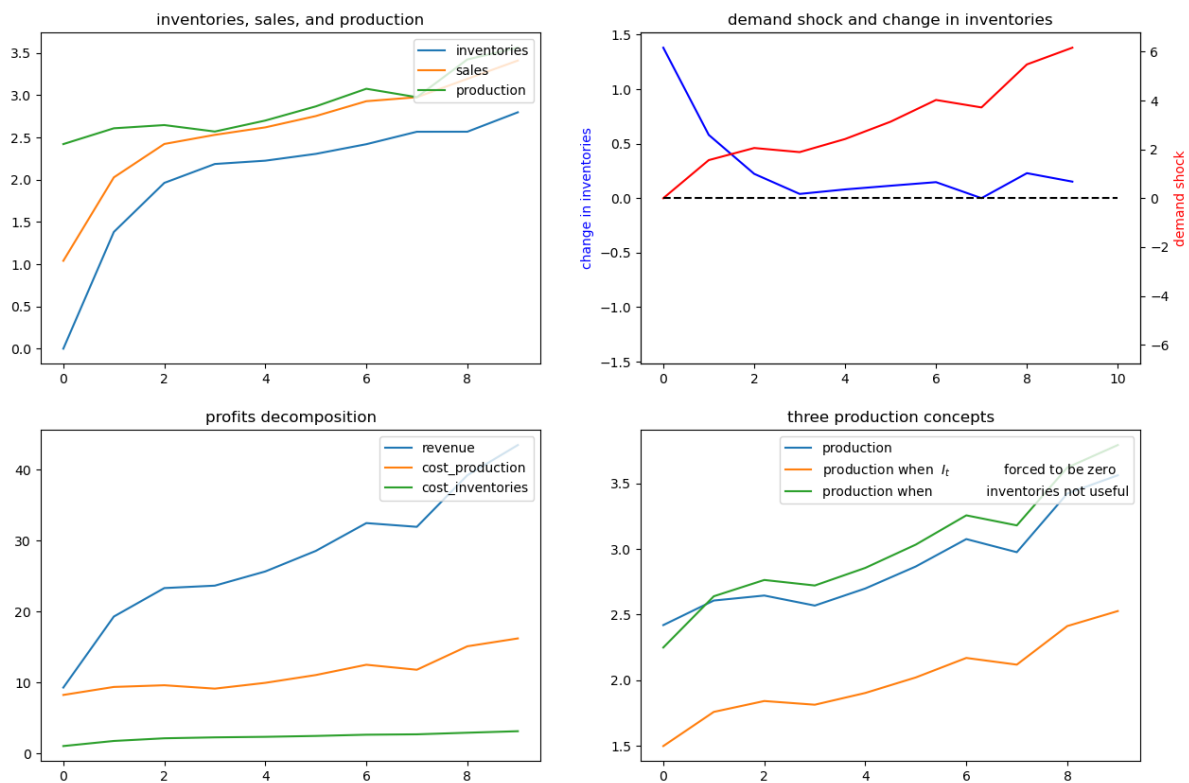 inventories, sales, and production
3.5
3.0
2.5
2.0
1.5
1.0
0.5
0.0
inventories
sales
production
0 2 4 6 8
demand shock and change in inventories
change in inventories
1.5
1.0
0.5
0.0
−0.5
−1.0
−1.5
6
4
2
0
−2
−4
−6
demand shock
0 2 4 6 8 10
profits decomposition
40
30
20
10
0
revenue
cost_production
cost_inventories
0 2 4 6 8
three production concepts
3.5
3.0
2.5
2.0
1.5
production
production when I_t forced to be zero
production when inventories not useful
0 2 4 6 8